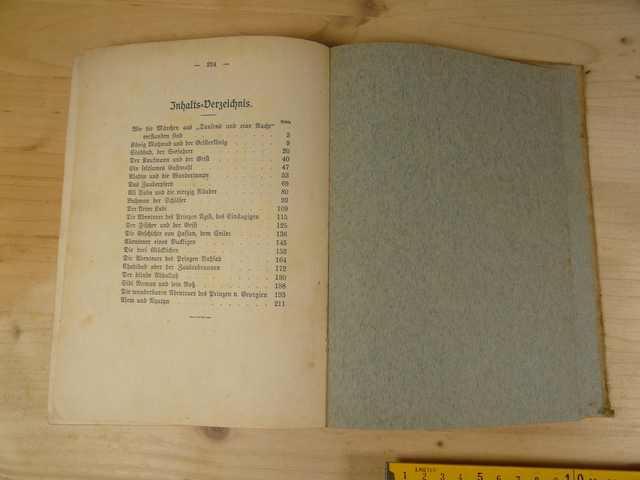 — 224 —
Inhalts-Verzeichnis.
Seite
Wie die Märchen aus „Tausend und eine Nacht“
entstanden sind . . . . . . . . . . 3
König Mahmud und der Geisterkönig . . . . 9
Sindbad, der Seefahrer . . . . . . . . 20
Der Kaufmann und der Geist . . . . . . 40
Ein seltsames Gastmahl . . . . . . . . 47
Aladin und die Wunderlampe . . . . . . 53
Das Zauberpferd . . . . . . . . . . 69
Ali Baba und die vierzig Räuber . . . . . 80
Bahman der Schläfer . . . . . . . . 93
Der kleine Kadi . . . . . . . . . . 109
Die Abenteuer des Prinzen Agib, des Einäugigen . 115
Der Fischer und der Geist . . . . . . . 125
Die Geschichte von Hassan, dem Seiler . . . . 136
Abenteuer eines Buckligen . . . . . . . 145
Die drei Glücklichen . . . . . . . . 152
Die Abenteuer des Prinzen . . . . . 164
Chadidad oder der Zauberbrunnen . . . . . 172
Der blinde Abdallah . . . . . . . . 180
Sidi Numan und sein Roß . . . . . . . 188
Die wunderbaren Abenteuer des Prinzen v. Georgien 193
Asem und . . . . . . . . . . 211
1 METER
1 2 3 4 5 6 7 8 9 10